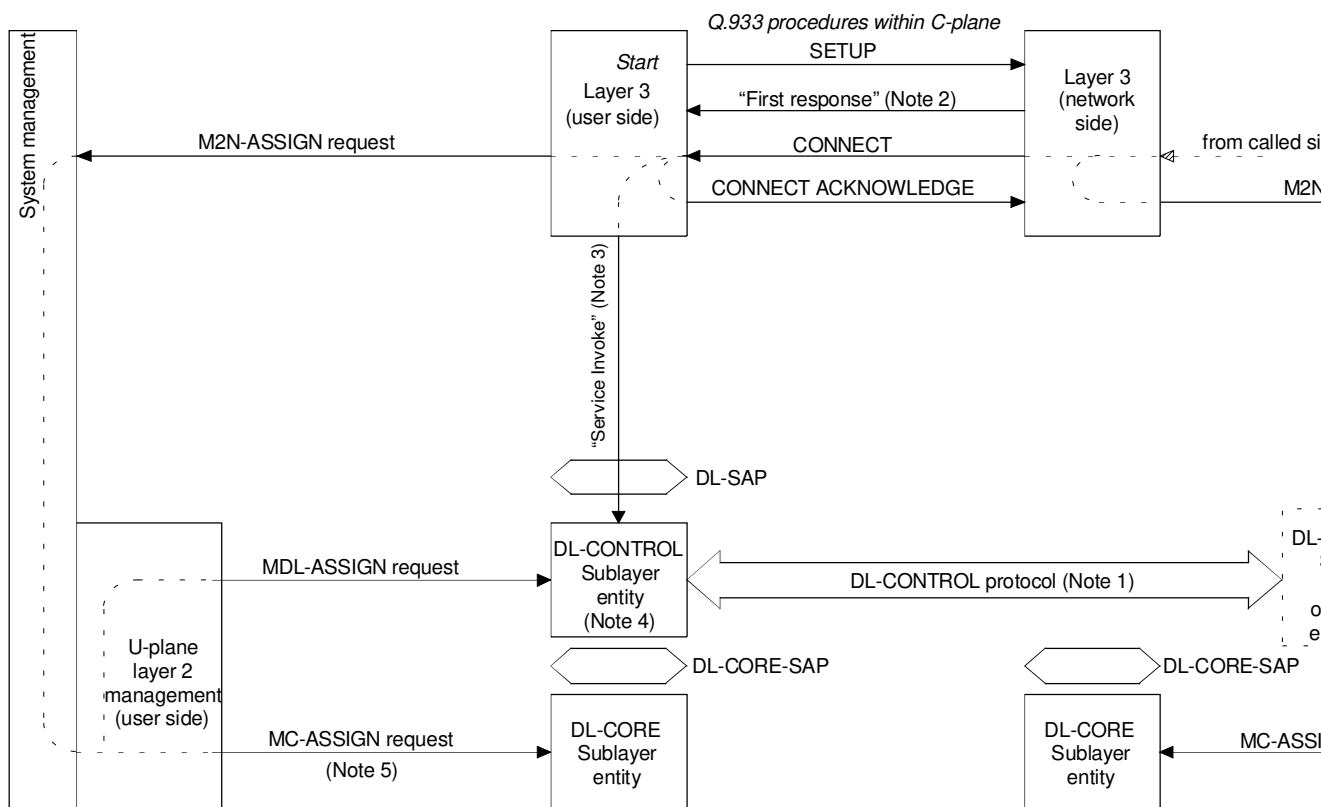 Q.933 procedures within C-plane
System management
Start
Layer 3
(user side)
SETUP
Layer 3
(network
side)
"First response" (Note 2)
M2N-ASSIGN request
CONNECT
from called si
CONNECT ACKNOWLEDGE
M2N
"Service Invoke" (Note 3)
DL-SAP
MDL-ASSIGN request
DL-CONTROL
Sublayer
entity
(Note 4)
DL-CONTROL protocol (Note 1)
DL-
S
o
e
U-plane
layer 2
management
(user side)
DL-CORE-SAP
DL-CORE-SAP
MC-ASSIGN request
(Note 5)
DL-CORE
Sublayer
entity
DL-CORE
Sublayer
entity
MC-ASSI